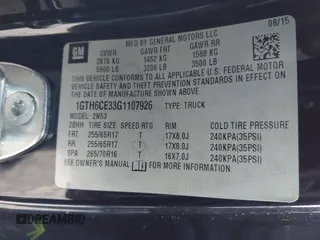 08/15
GM
MFD BY GENERAL MOTORS LLC
GVWR GAWR FRT GAWR RR
2676 KG 1452 KG 1588 KG
5900 LB 3200 LB 3500 LB
THIS VEHICLE CONFORMS TO ALL APPLICABLE U.S. FEDERAL MOTOR
VEHICLE SAFETY AND THEFT PREVENTION STANDARDS IN EFFECT
ON THE DATE OF MANUFACTURE SHOWN ABOVE.
1GTH6CE33G1107926 TYPE: TRUCK
MODEL: 2N53
2BHH TIRE SIZE SPEED RTG RIM COLD TIRE PRESSURE
FRT 255/65R17 T 17X8.0J 240KPA(35PSI)
RR 255/65R17 T 17X8.0J 240KPA(35PSI)
SPA 265/70R16 T 16X7.0J 240KPA(35PSI)
SEE OWNER'S MANUAL FOR MORE INFORMATION.
DREAMBID